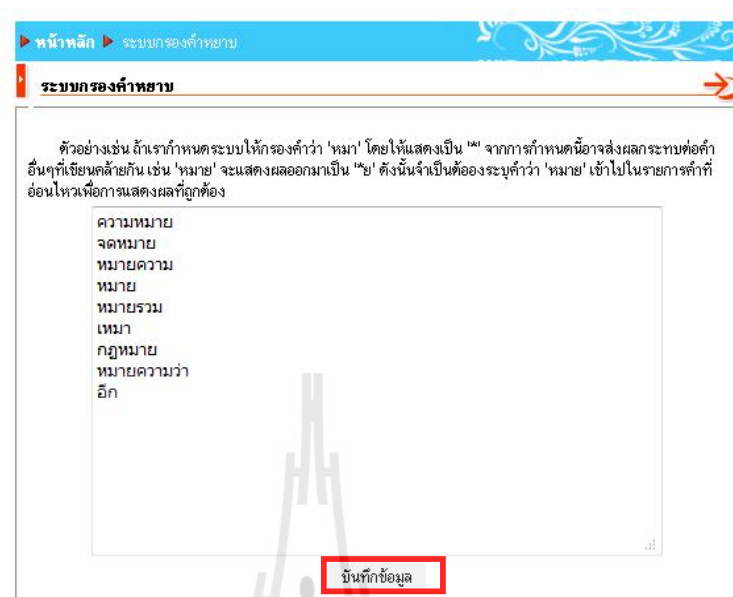 หน้าหลัก ระบบกรองคำหยาบ
ระบบกรองคำหยาบ
ตัวอย่างเช่น ถ้าเรากำหนดระบบให้กรองคำว่า 'หมา' โดยให้แสดงเป็น '*' จากการกำหนดนี้อาจส่งผลกระทบต่อคำ
อื่นๆที่เขียนคล้ายกัน เช่น 'หมาย' จะแสดงผลออกมาเป็น '*ย' ดังนั้นจำเป็นต้อองระบุคำว่า 'หมาย' เข้าไปในรายการคำที่
อ่อนไหวเพื่อการแสดงผลที่ถูกต้อง
ความหมาย
จดหมาย
หมายความ
หมาย
หมายรวม
เหมา
กฎหมาย
หมายความว่า
อีก
บันทึกข้อมูล